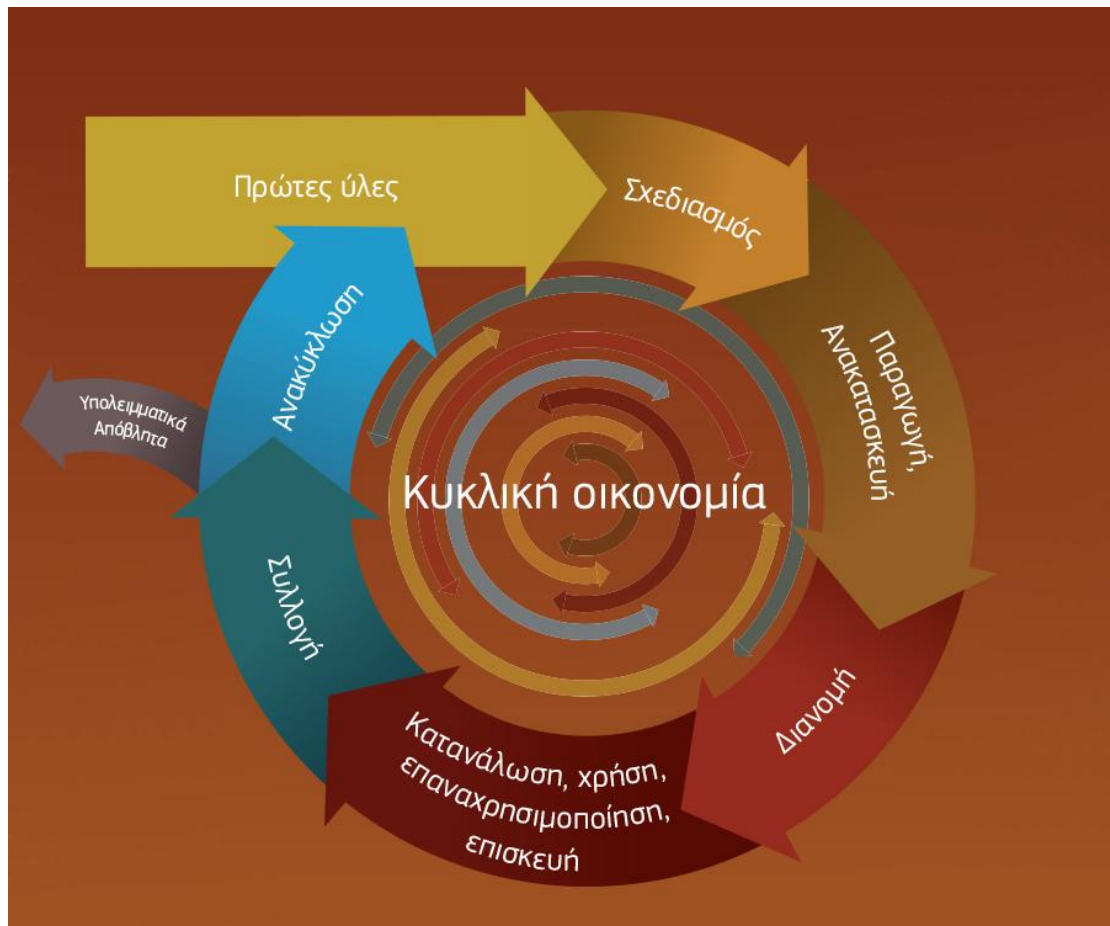 Πρώτες ύλες
Σχεδιασμός
Παραγωγή,
Ανακατασκευή
Διανομή
Κατανάλωση, χρήση,
επαναχρησιμοποίηση,
επισκευή
Συλλογή
Ανακύκλωση
Υπολειμματικά
Απόβλητα
Κυκλική οικονομία